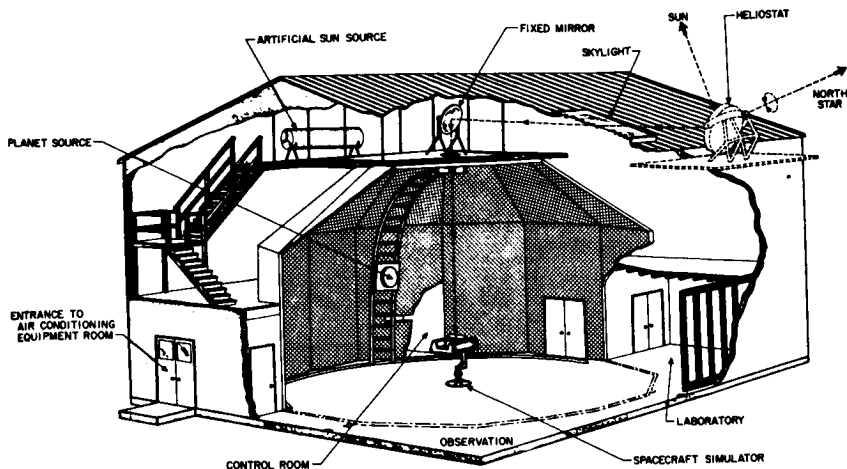 SUN
HELIOSTAT
FIXED MIRROR
ARTIFICIAL SUN SOURCE
SKYLIGHT
NORTH
STAR
PLANET SOURCE
ENTRANCE TO
AIR CONDITIONING
EQUIPMENT ROOM
LABORATORY
OBSERVATION
CONTROL ROOM
SPACECRAFT SIMULATOR